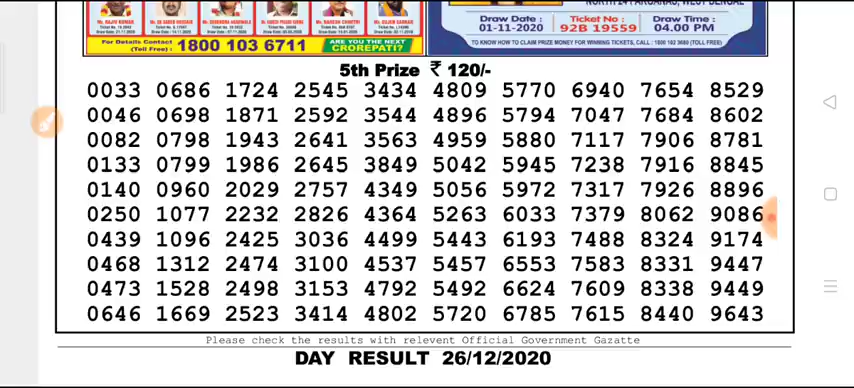 NORTH 24 PARGANAS, WEST BENGAL
Draw Date : Ticket No : Draw Time :
01-11-2020 92B 19559 04.00 PM
For Details Contact (Toll Free) : 1800 103 6711 ARE YOU THE NEXT CROREPATI?
TO KNOW HOW TO CLAIM PRIZE MONEY FOR WINNING TICKETS, CALL : 1800 102 3680 (TOLL FREE)
5th Prize ₹ 120/-
0033 0686 1724 2545 3434 4809 5770 6940 7654 8529
0046 0698 1871 2592 3544 4896 5794 7047 7684 8602
0082 0798 1943 2641 3563 4959 5880 7117 7906 8781
0133 0799 1986 2645 3849 5042 5945 7238 7916 8845
0140 0960 2029 2757 4349 5056 5972 7317 7926 8896
0250 1077 2232 2826 4364 5263 6033 7379 8062 9086
0439 1096 2425 3036 4499 5443 6193 7488 8324 9174
0468 1312 2474 3100 4537 5457 6553 7583 8331 9447
0473 1528 2498 3153 4792 5492 6624 7609 8338 9449
0646 1669 2523 3414 4802 5720 6785 7615 8440 9643
Please check the results with relevent Official Government Gazatte
DAY RESULT 26/12/2020